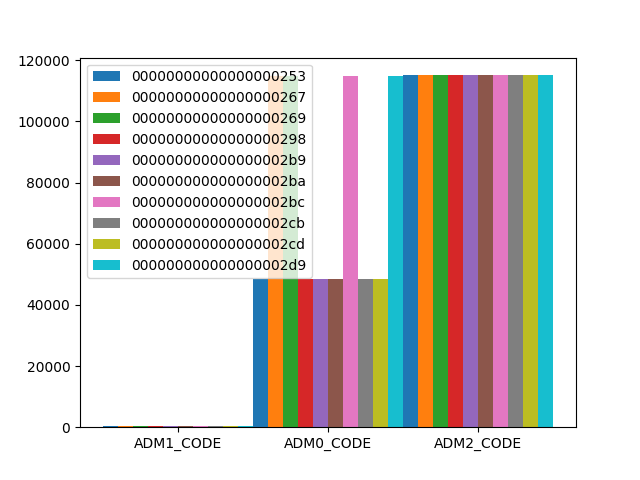 120000
100000
80000
60000
40000
20000
0
00000000000000000253
00000000000000000267
00000000000000000269
00000000000000000298
000000000000000002b9
000000000000000002ba
000000000000000002bc
000000000000000002cb
000000000000000002cd
000000000000000002d9
ADM1_CODE
ADM0_CODE
ADM2_CODE